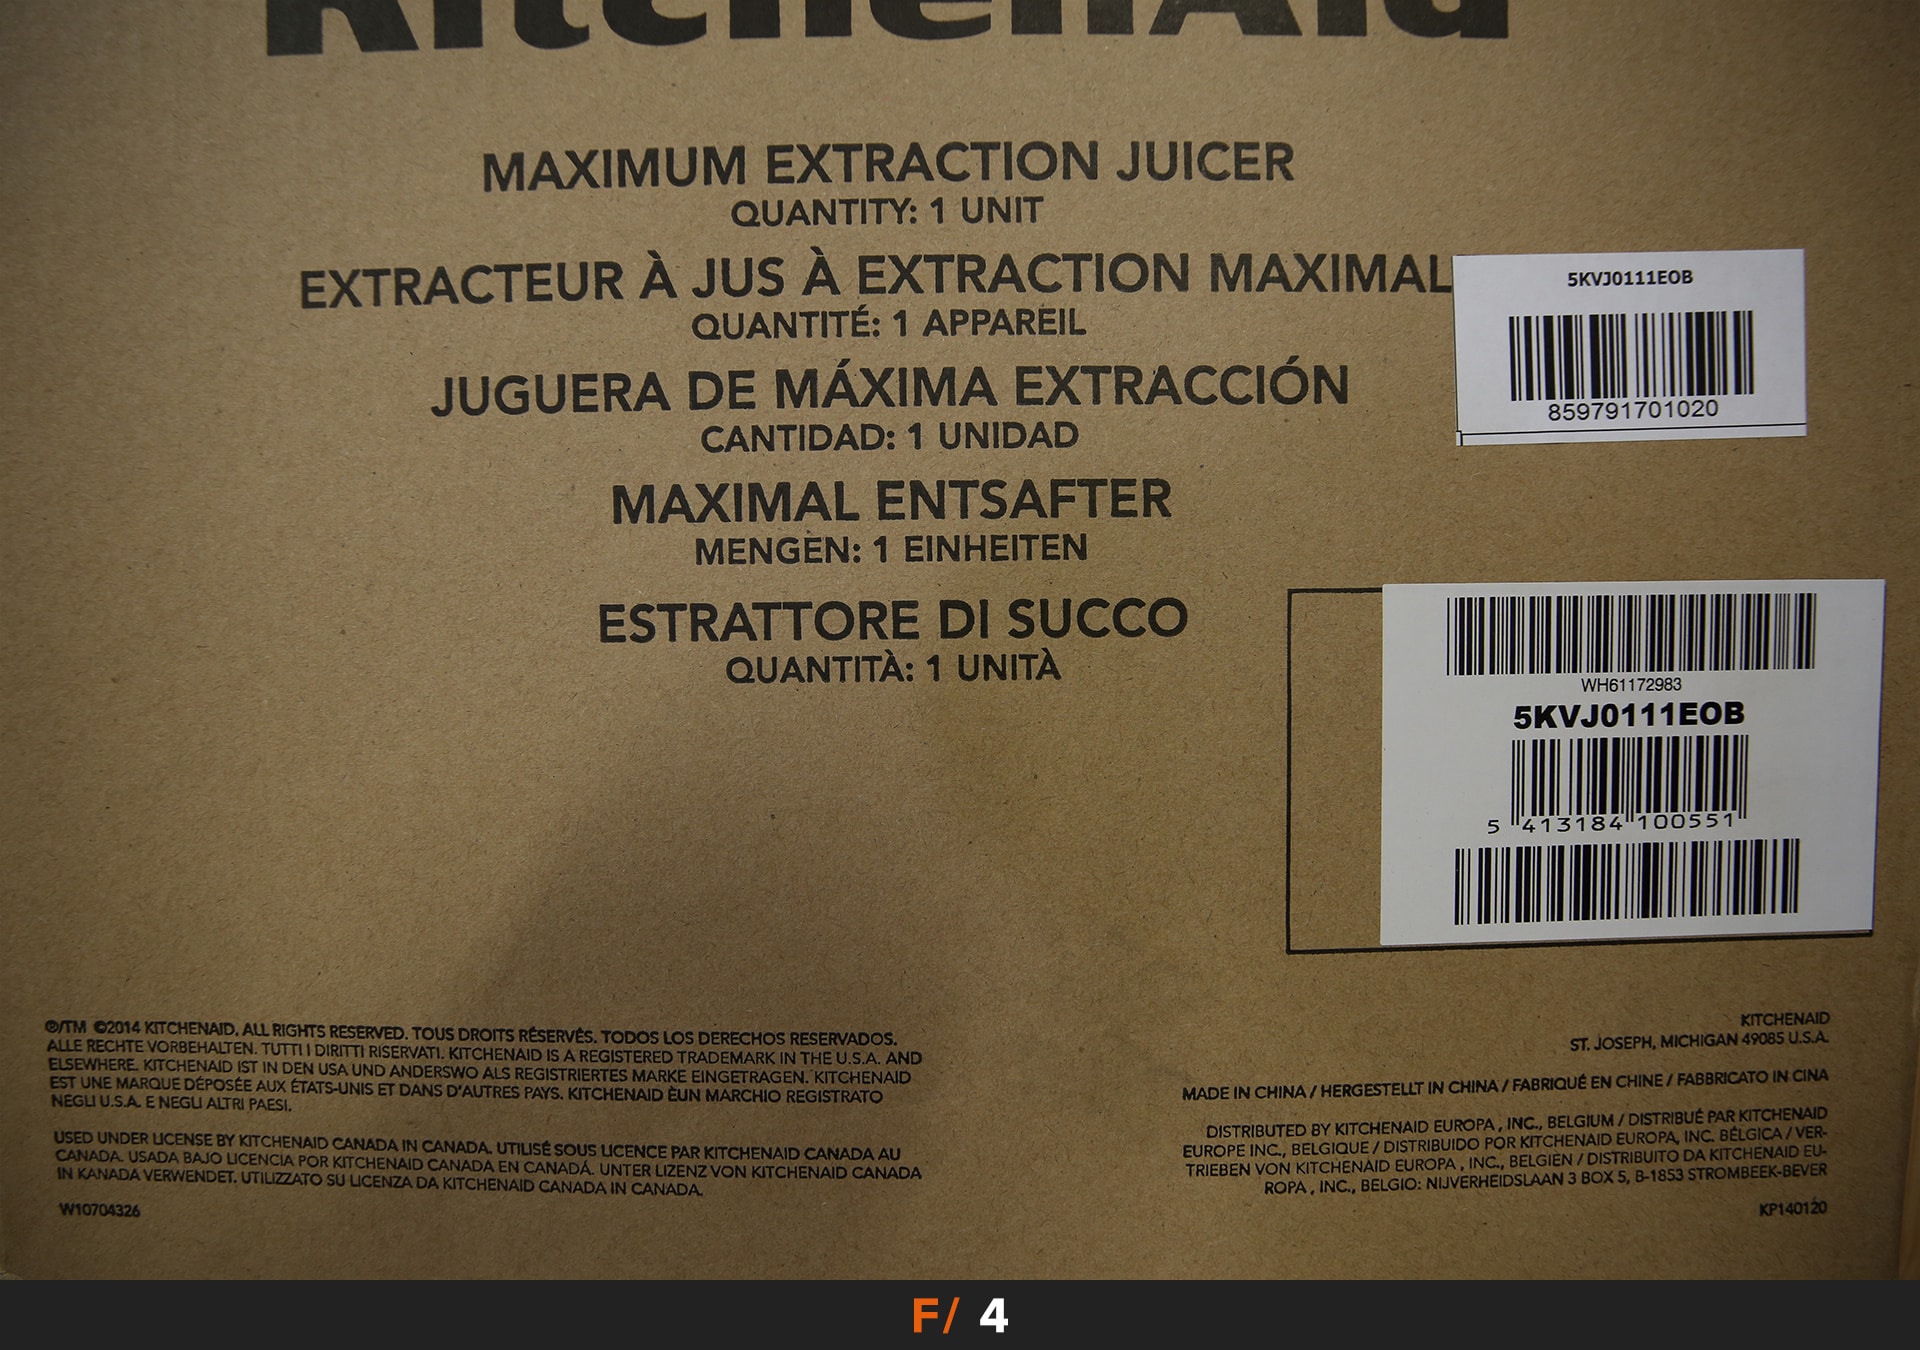 KitchenAid
MAXIMUM EXTRACTION JUICER
QUANTITY: 1 UNIT
EXTRACTEUR À JUS À EXTRACTION MAXIMAL
QUANTITÉ: 1 APPAREIL
JUGUERA DE MÁXIMA EXTRACCIÓN
CANTIDAD: 1 UNIDAD
MAXIMAL ENTSAFTER
MENGEN: 1 EINHEITEN
ESTRATTORE DI SUCCO
QUANTITÀ: 1 UNITÀ
5KVJ0111EOB
859791701020
WH61172983
5KVJ0111EOB
5 413184 100551
®/TM ©2014 KITCHENAID. ALL RIGHTS RESERVED. TOUS DROITS RÉSERVÉS. TODOS LOS DERECHOS RESERVADOS.
ALLE RECHTE VORBEHALTEN. TUTTI I DIRITTI RISERVATI. KITCHENAID IS A REGISTERED TRADEMARK IN THE U.S.A. AND
ELSEWHERE. KITCHENAID IST IN DEN USA UND ANDERSWO ALS REGISTRIERTES MARKE EINGETRAGEN. KITCHENAID
EST UNE MARQUE DÉPOSÉE AUX ÉTATS-UNIS ET DANS D'AUTRES PAYS. KITCHENAID ÈUN MARCHIO REGISTRATO
NEGLI U.S.A. E NEGLI ALTRI PAESI.
USED UNDER LICENSE BY KITCHENAID CANADA IN CANADA. UTILISÉ SOUS LICENCE PAR KITCHENAID CANADA AU
CANADA. USADA BAJO LICENCIA POR KITCHENAID CANADA EN CANADÁ. UNTER LIZENZ VON KITCHENAID CANADA
IN KANADA VERWENDET. UTILIZZATO SU LICENZA DA KITCHENAID CANADA IN CANADA.
W10704326
KITCHENAID
ST. JOSEPH, MICHIGAN 49085 U.S.A.
MADE IN CHINA / HERGESTELLT IN CHINA / FABRIQUÉ EN CHINE / FABBRICATO IN CINA
DISTRIBUTED BY KITCHENAID EUROPA , INC., BELGIUM / DISTRIBUÉ PAR KITCHENAID
EUROPE INC., BELGIQUE / DISTRIBUIDO POR KITCHENAID EUROPA, INC. BÉLGICA / VER-
TRIEBEN VON KITCHENAID EUROPA , INC., BELGIEN / DISTRIBUITO DA KITCHENAID EU-
ROPA , INC., BELGIO: NIJVERHEIDSLAAN 3 BOX 5, B-1853 STROMBEEK-BEVER
KP140120
F/ 4